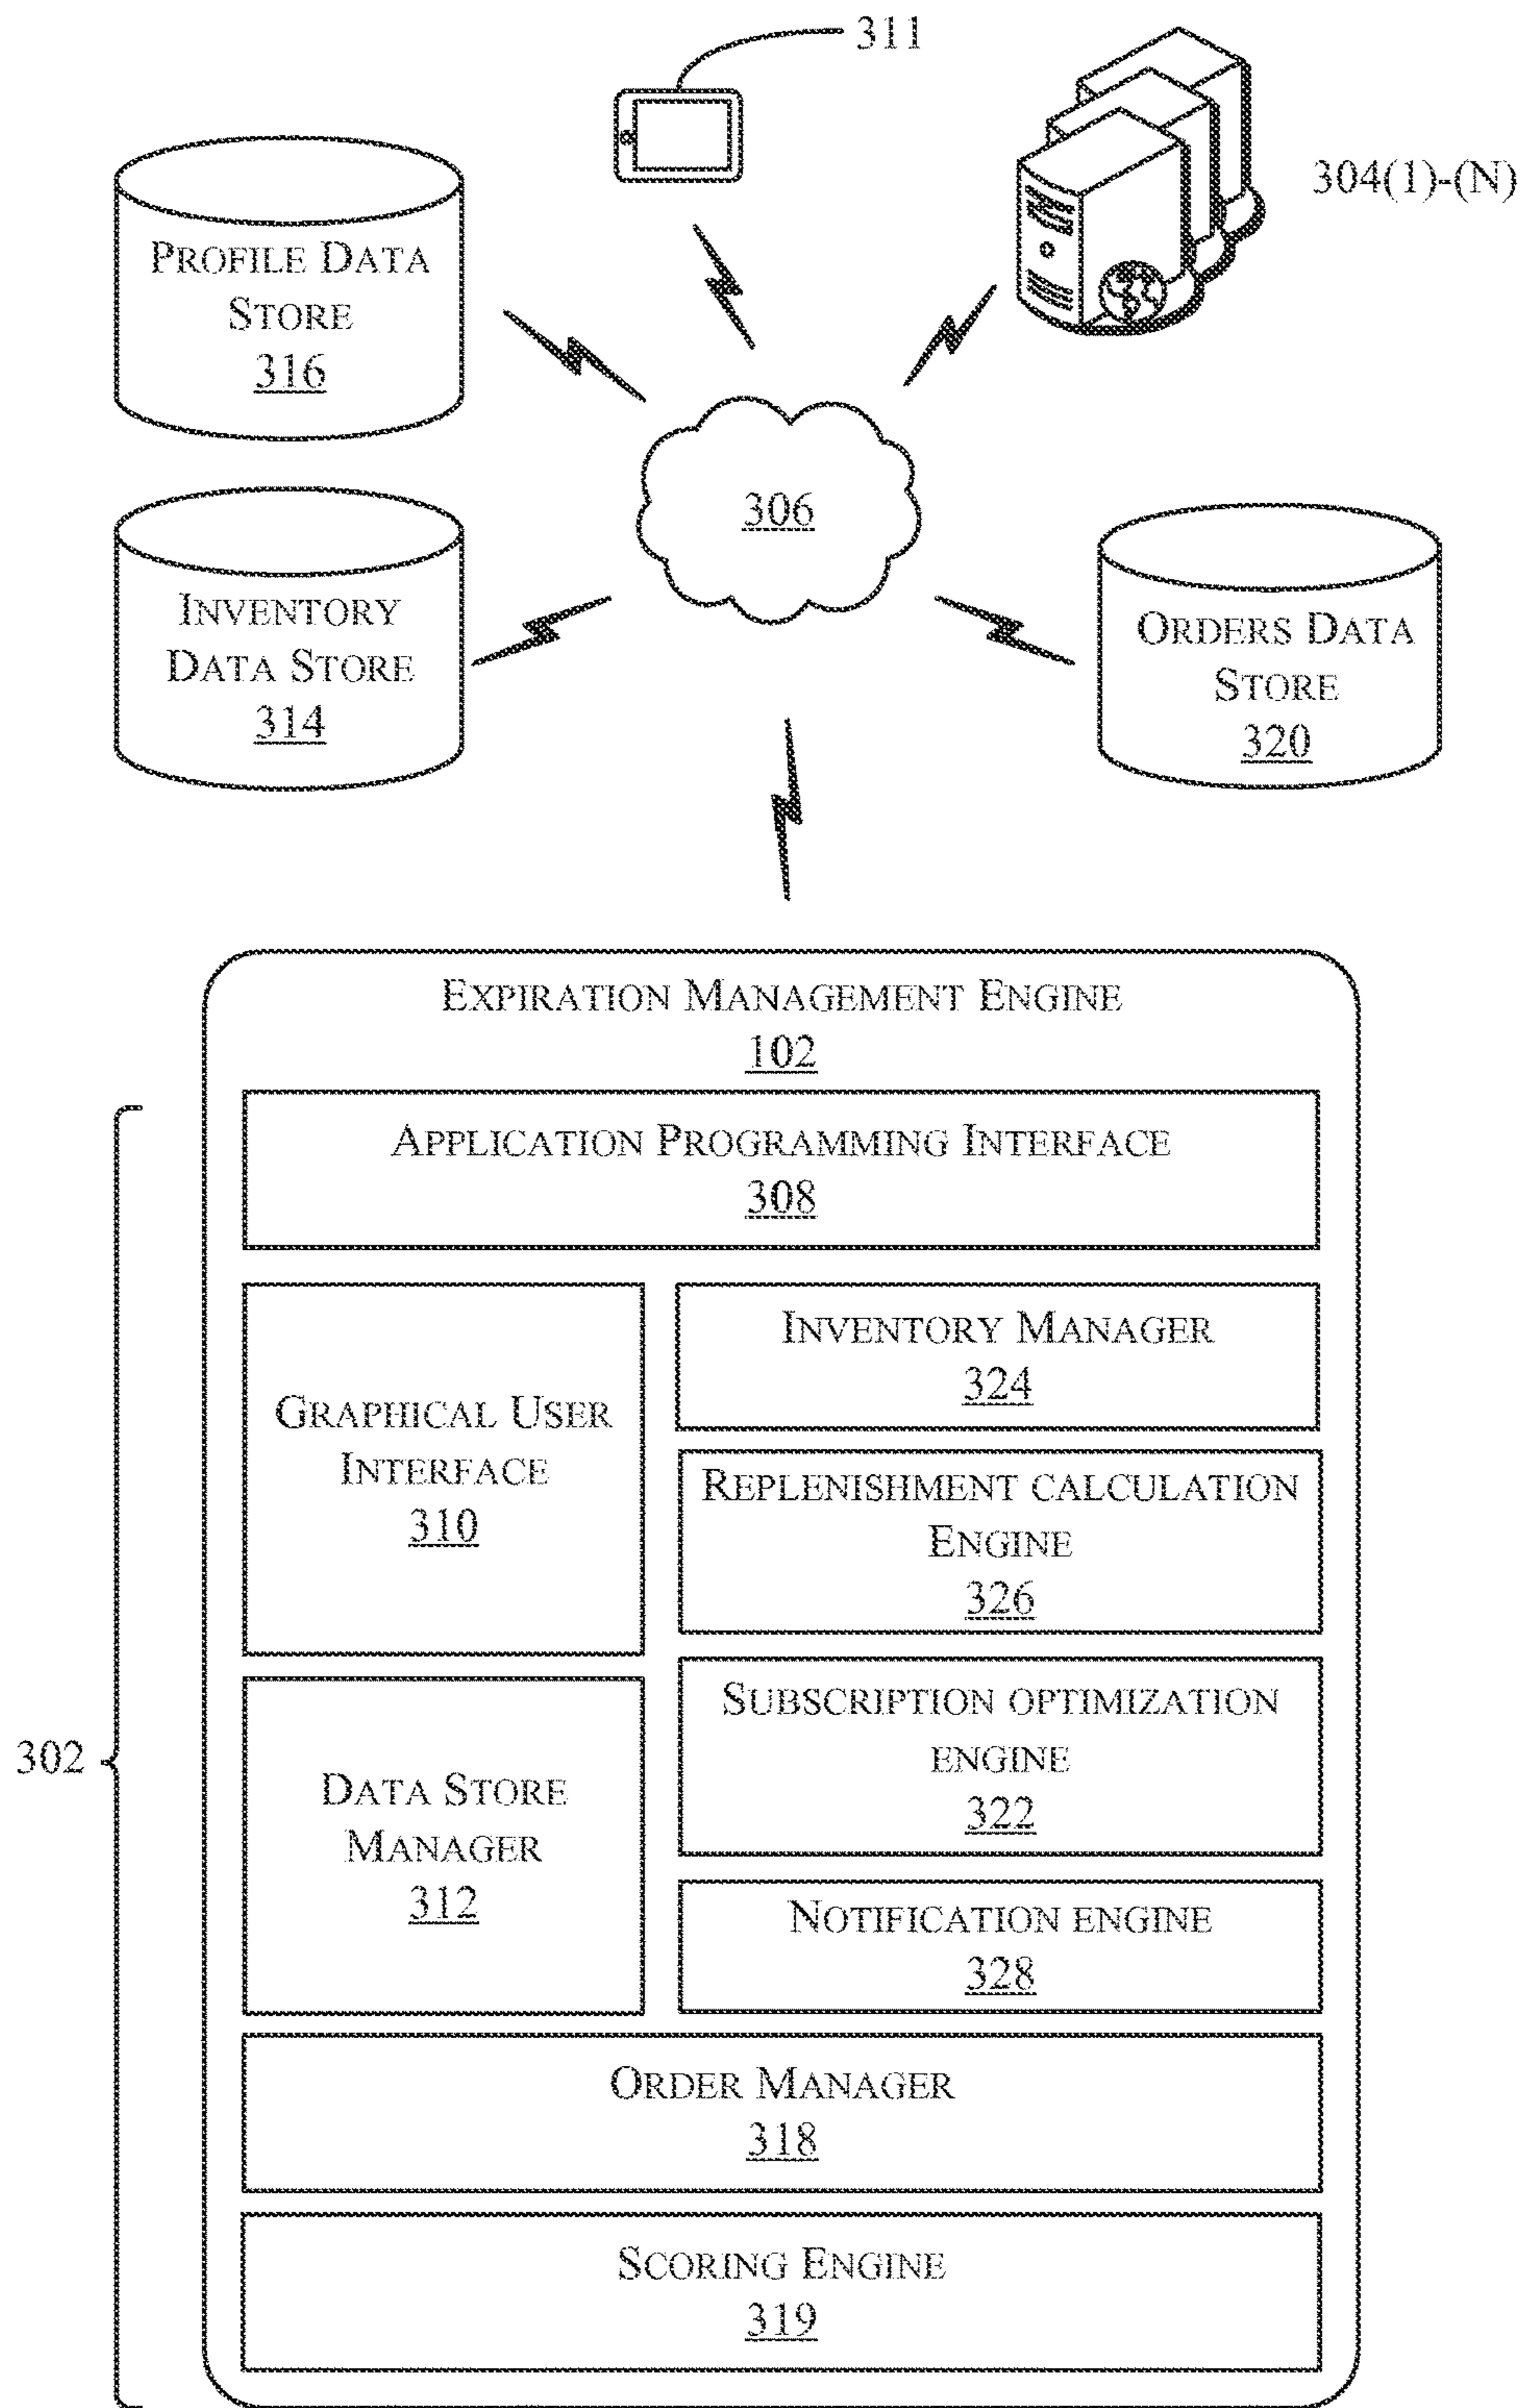 311
304(1)-(N)
PROFILE DATA
STORE
316
306
INVENTORY
DATA STORE
314
ORDERS DATA
STORE
320
EXPIRATION MANAGEMENT ENGINE
102
APPLICATION PROGRAMMING INTERFACE
308
GRAPHICAL USER
INTERFACE
310
INVENTORY MANAGER
324
REPLENISHMENT CALCULATION
ENGINE
326
302
DATA STORE
MANAGER
312
SUBSCRIPTION OPTIMIZATION
ENGINE
322
NOTIFICATION ENGINE
328
ORDER MANAGER
318
SCORING ENGINE
319